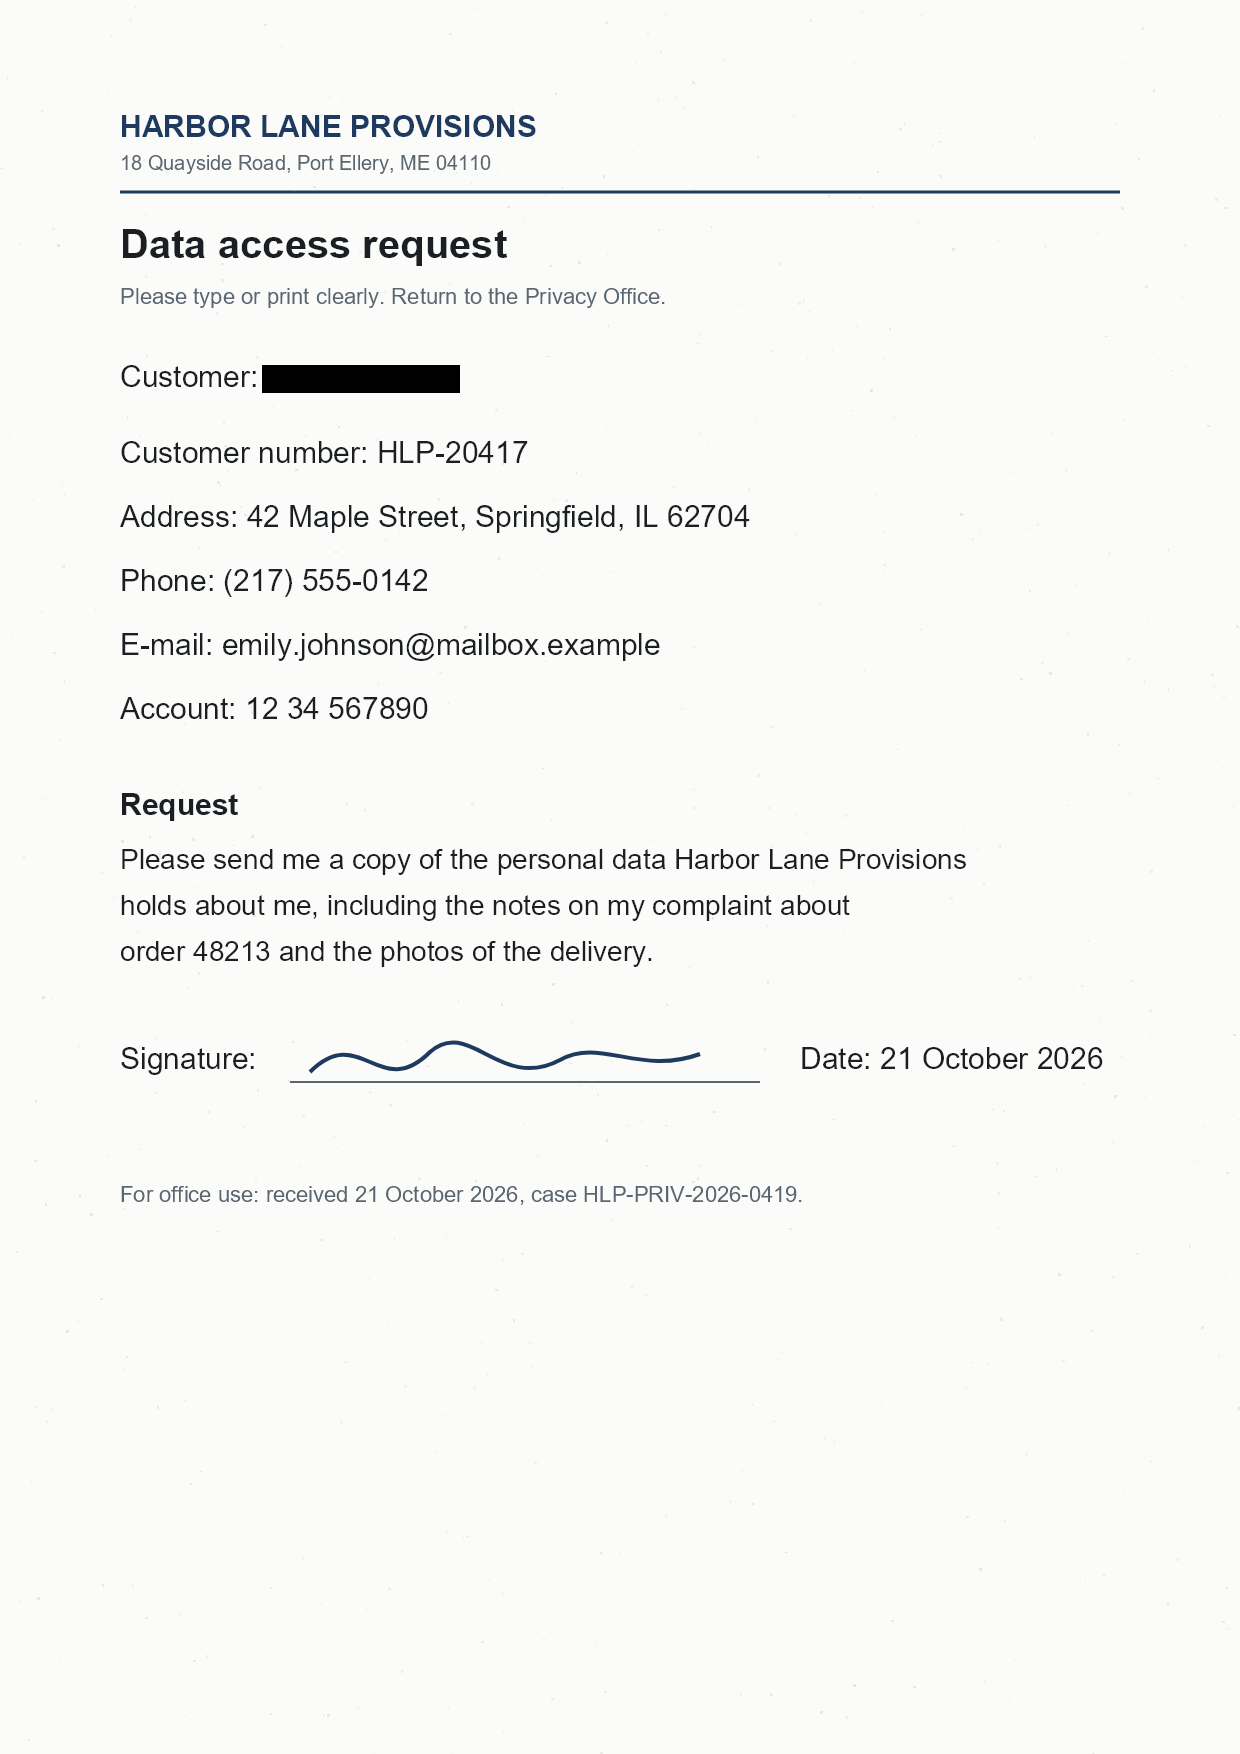 HARBOR LANE PROVISIONS
18 Quayside Road, Port Ellery, ME 04110
Data access request
Please type or print clearly. Return to the Privacy Office.
Customer:
Customer number: HLP-20417
Address: 42 Maple Street, Springfield, IL 62704
Phone: (217) 555-0142
E-mail: emily.johnson@mailbox.example
Account: 12 34 567890
Request
Please send me a copy of the personal data Harbor Lane Provisions
holds about me, including the notes on my complaint about
order 48213 and the photos of the delivery.
Signature: Date: 21 October 2026
For office use: received 21 October 2026, case HLP-PRIV-2026-0419.